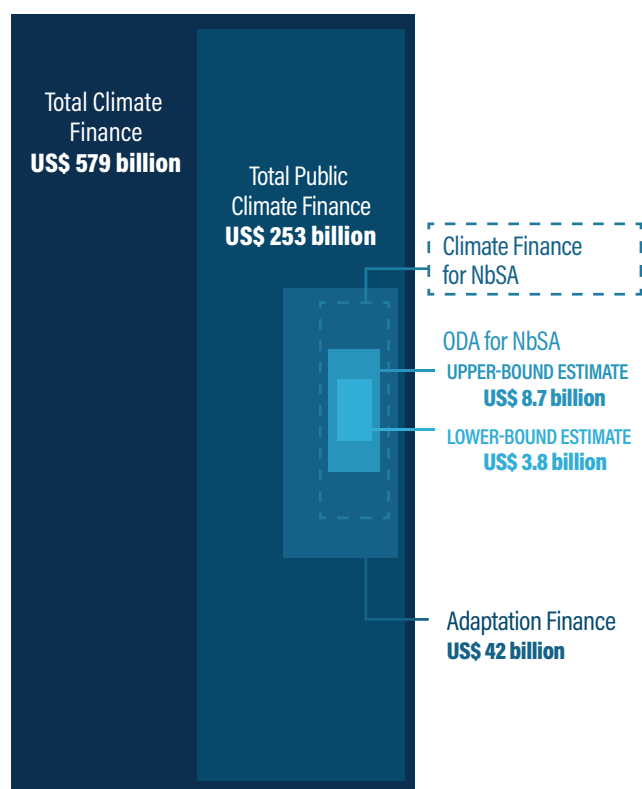 Total Climate
Finance
US$ 579 billion
Total Public
Climate Finance
US$ 253 billion
Climate Finance
for NbSA
ODA for NbSA
UPPER-BOUND ESTIMATE
US$ 8.7 billion
LOWER-BOUND ESTIMATE
US$ 3.8 billion
Adaptation Finance
US$ 42 billion